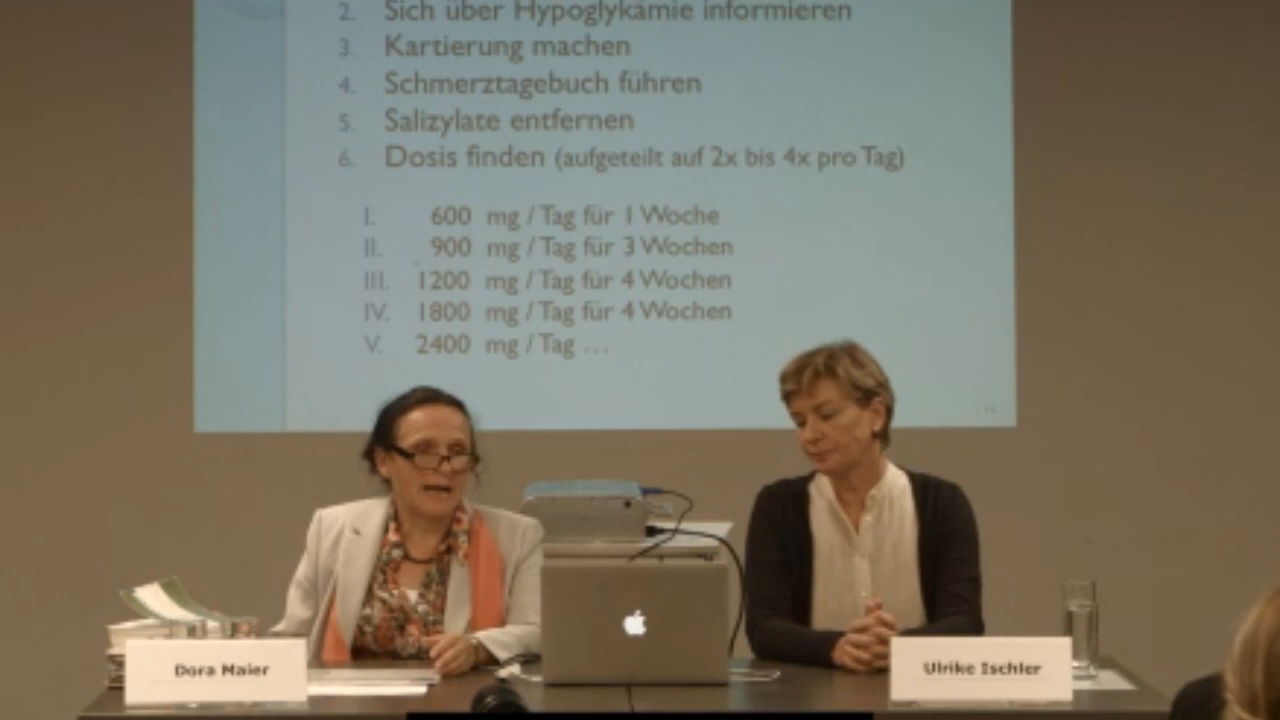 2. Sich über Hypoglykämie informieren
3. Kartierung machen
4. Schmerztagebuch führen
5. Salizylate entfernen
6. Dosis finden (aufgeteilt auf 2x bis 4x pro Tag)
I. 600 mg / Tag für 1 Woche
II. 900 mg / Tag für 3 Wochen
III. 1200 mg / Tag für 4 Wochen
IV. 1800 mg / Tag für 4 Wochen
V. 2400 mg / Tag ...
Dora Maier
Ulrike Ischler